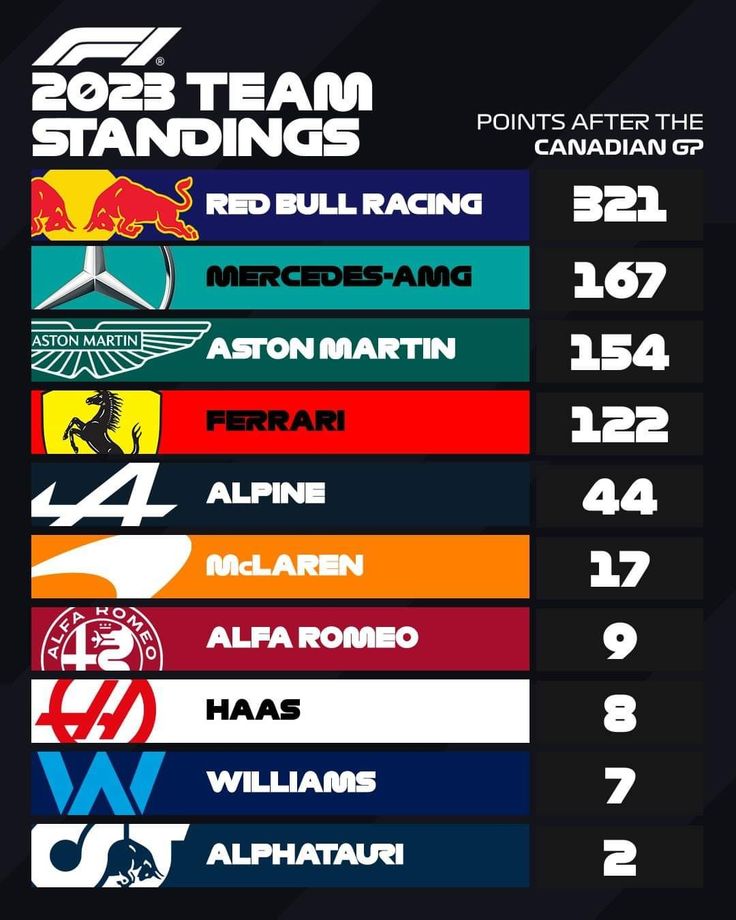 F1®
2023 TEAM
STANDINGS
POINTS AFTER THE
CANADIAN GP
RED BULL RACING 321
MERCEDES-AMG 167
ASTON MARTIN ASTON MARTIN 154
FERRARI 122
ALPINE 44
McLAREN 17
ALFA ROMEO ALFA ROMEO 9
HAAS 8
WILLIAMS 7
ALPHATAURI 2